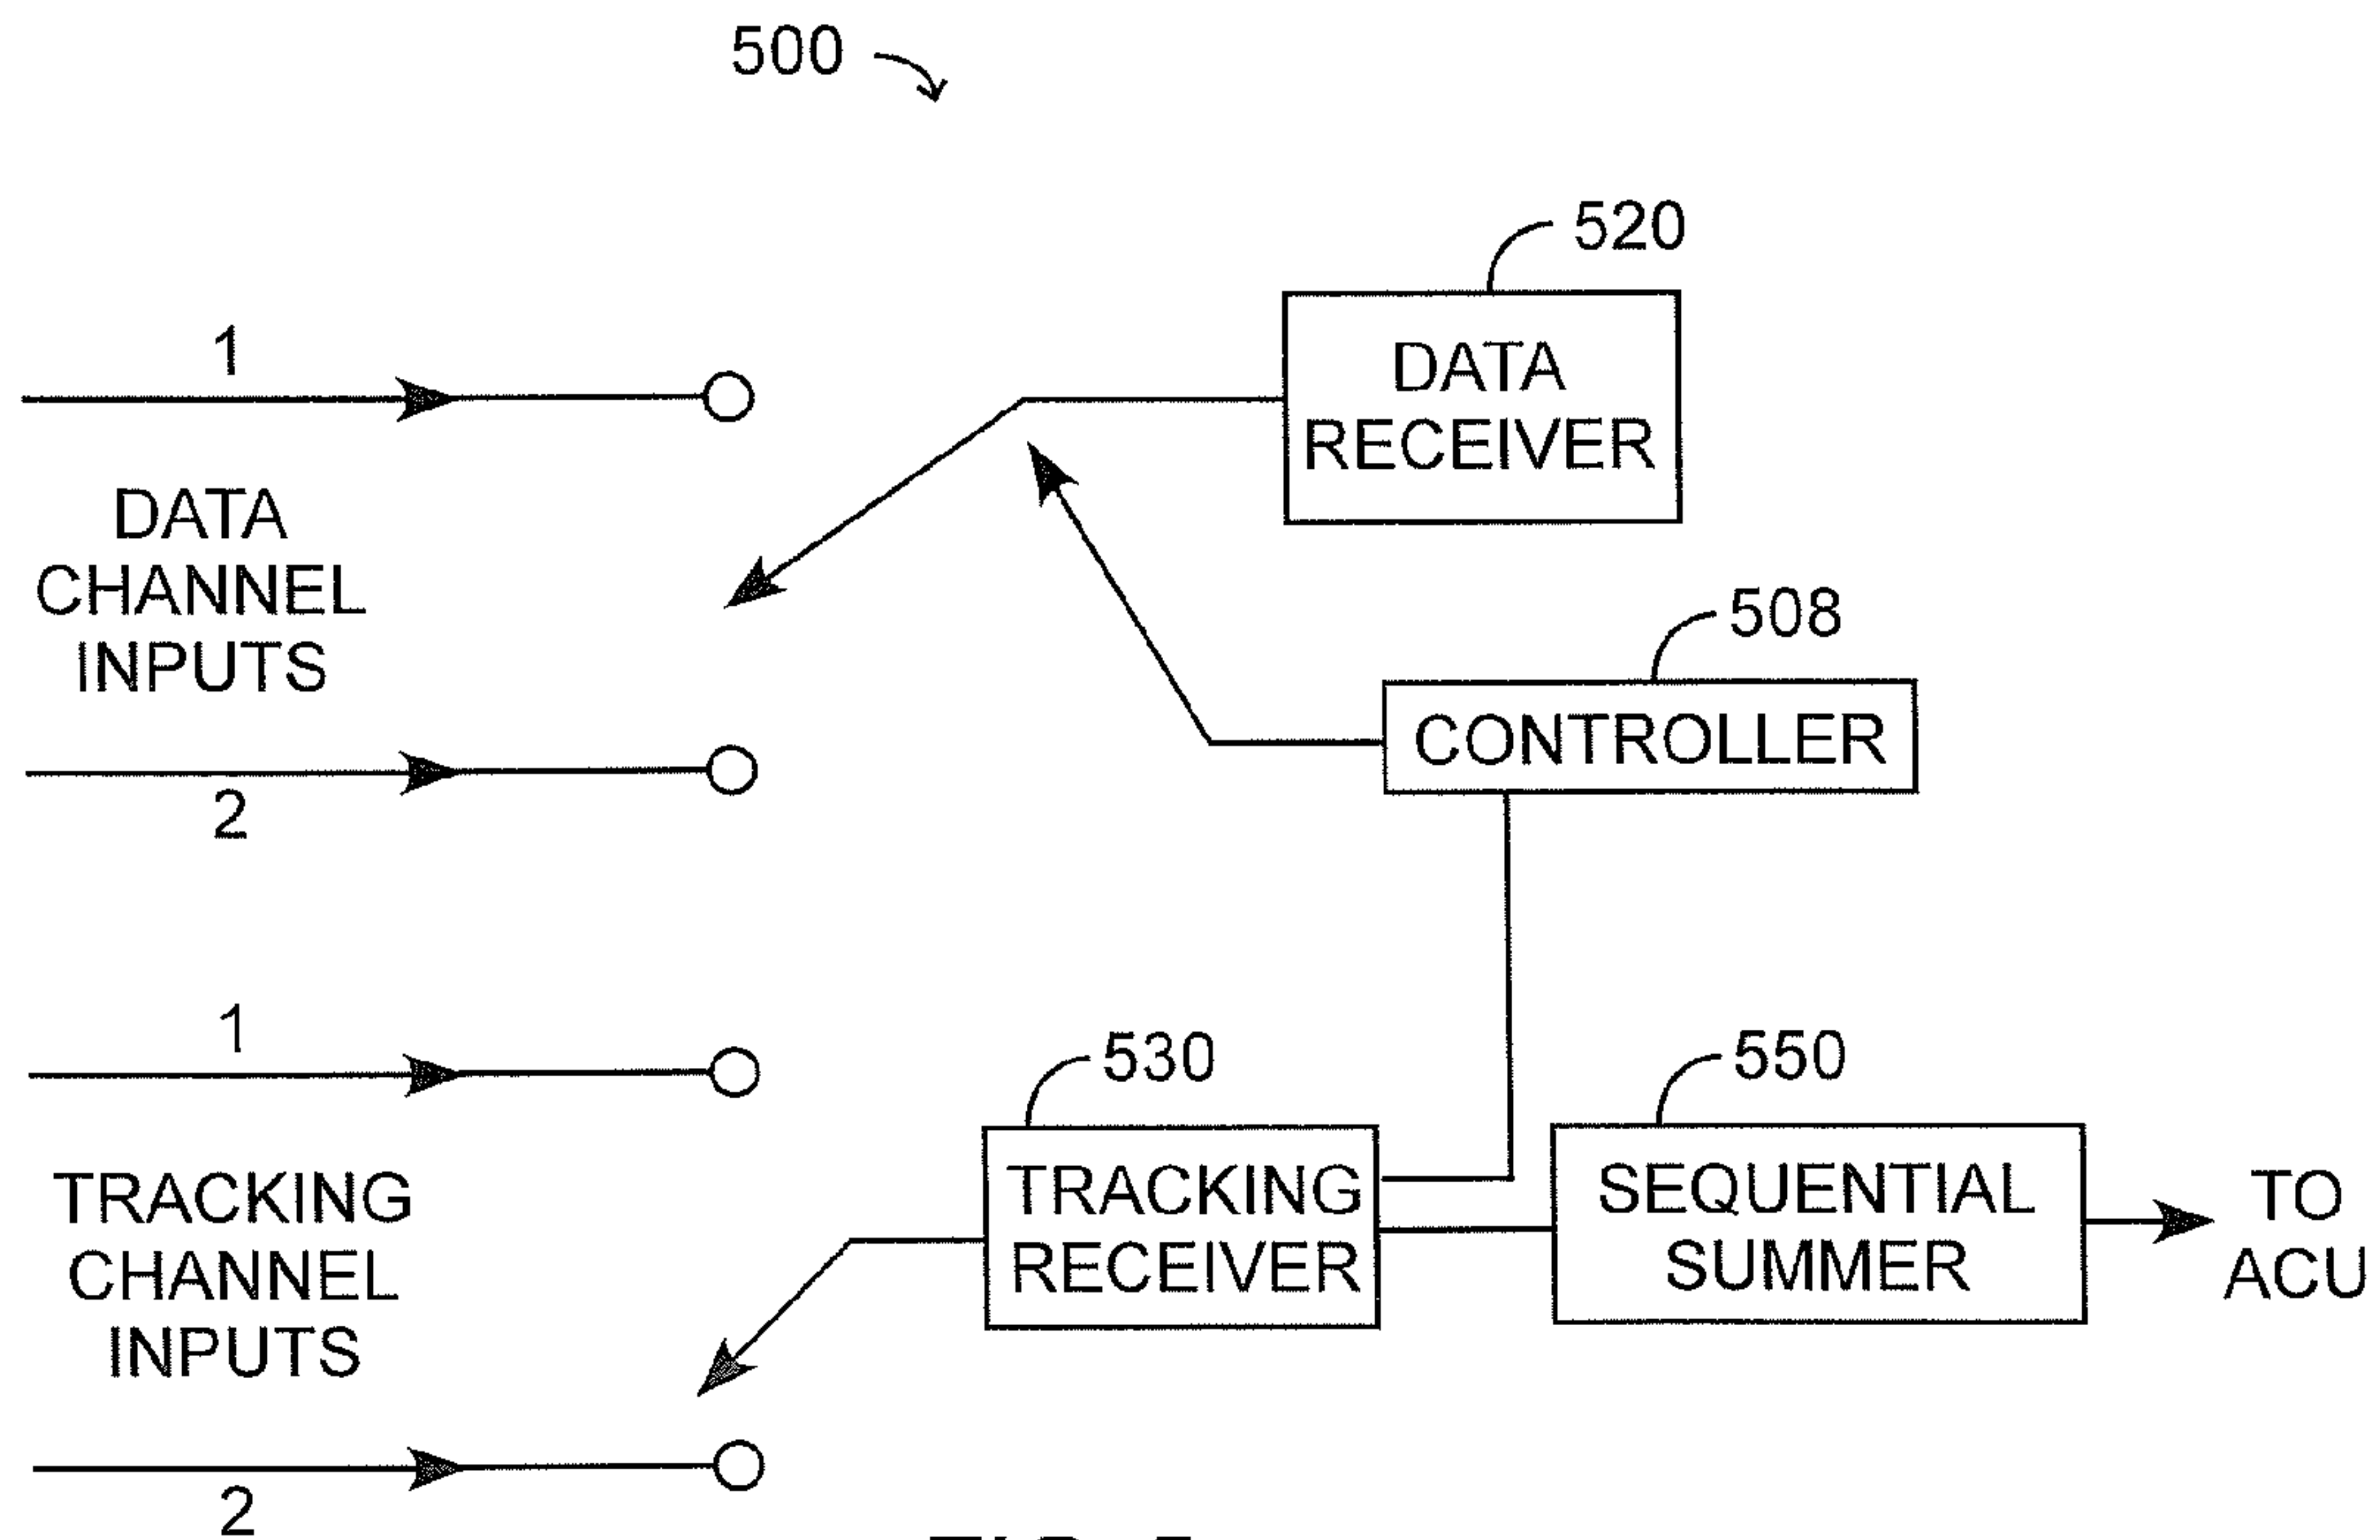 500
520
1
DATA
RECEIVER
DATA
CHANNEL
INPUTS
508
CONTROLLER
2
1
530
550
TRACKING
CHANNEL
INPUTS
TRACKING
RECEIVER
SEQUENTIAL
SUMMER
TO
ACU
2